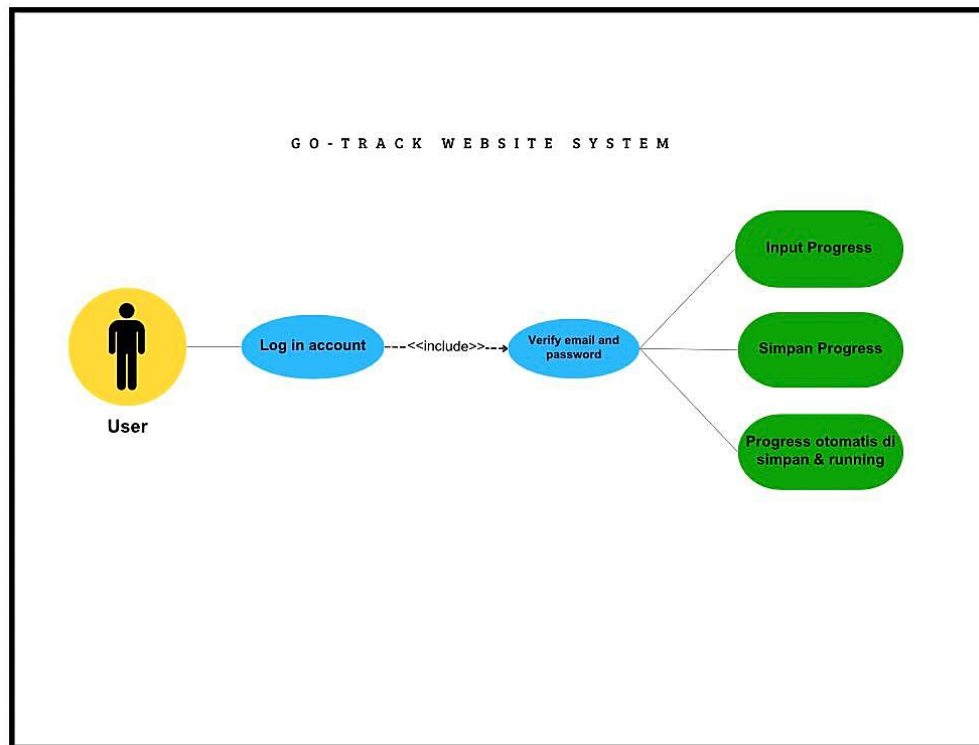 GO-TRACK WEBSITE SYSTEM
User
Log in account
<<include>>
Verify email and
password
Input Progress
Simpan Progress
Progress otomatis di
simpan & running